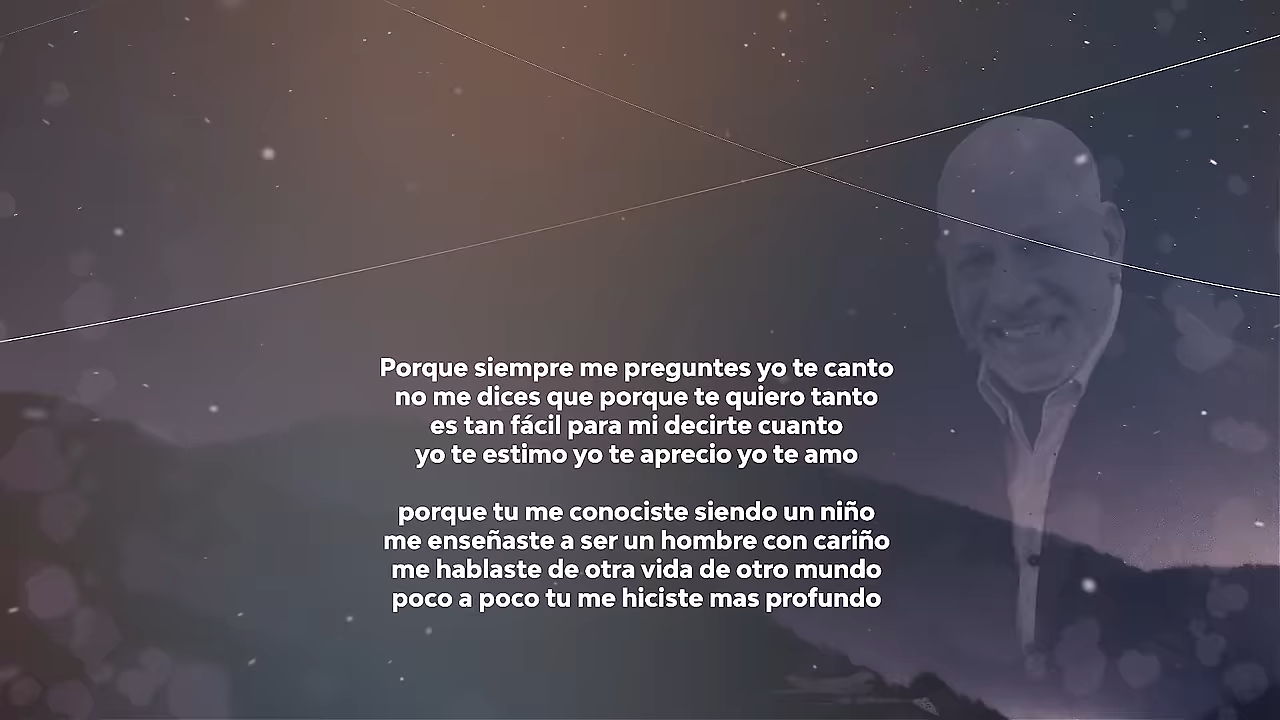 Porque siempre me preguntes yo te canto
no me dices que porque te quiero tanto
es tan fácil para mi decirte cuanto
yo te estimo yo te aprecio yo te amo
porque tu me conociste siendo un niño
me enseñaste a ser un hombre con cariño
me hablaste de otra vida de otro mundo
poco a poco tu me hiciste mas profundo